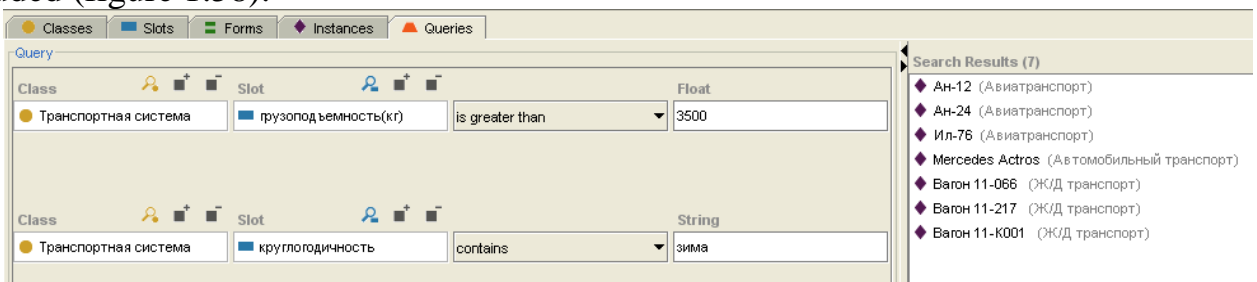 Classes Slots Forms Instances Queries
Query
Class Slot Float
Транспортная система грузоподъемность(кг) is greater than 3500
Class Slot String
Транспортная система круглогодичность contains зима
Search Results (7)
Ан-12 (Авиатранспорт)
Ан-24 (Авиатранспорт)
Ил-76 (Авиатранспорт)
Mercedes Actros (Автомобильный транспорт)
Вагон 11-066 (Ж/Д транспорт)
Вагон 11-217 (Ж/Д транспорт)
Вагон 11-К001 (Ж/Д транспорт)